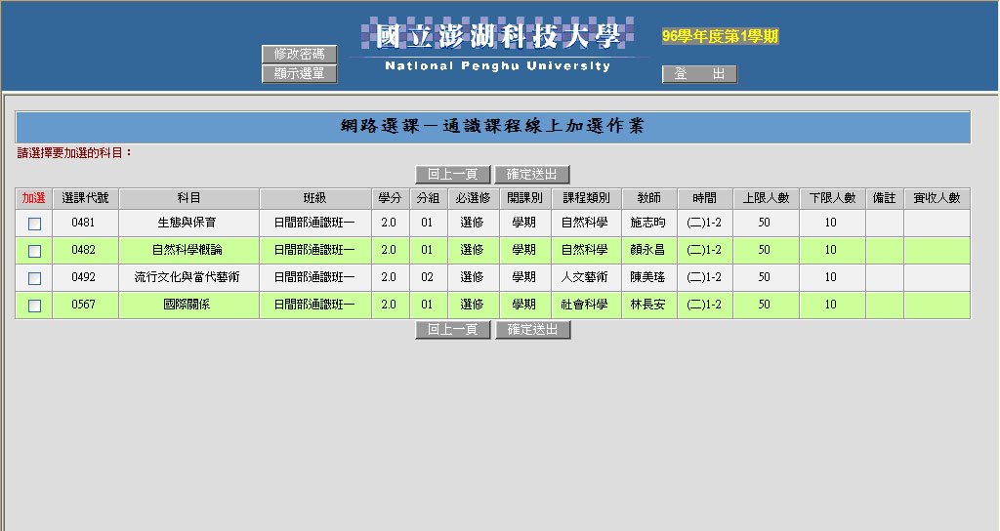 國立澎湖科技大學
96學年度第1學期
修改密碼
National Penghu University
顯示選單
登 出
網路選課－通識課程線上加選作業
請選擇要加選的科目：
回上一頁 確定送出
加選 選課代號 科目 班級 學分 分組 必選修 開課別 課程類別 教師 時間 上限人數 下限人數 備註 實收人數
0481 生態與保育 日間部通識班一 2.0 01 選修 學期 自然科學 施志昀 (二)1-2 50 10
0482 自然科學概論 日間部通識班一 2.0 01 選修 學期 自然科學 顏永昌 (二)1-2 50 10
0492 流行文化與當代藝術 日間部通識班一 2.0 02 選修 學期 人文藝術 陳美瑤 (二)1-2 50 10
0567 國際關係 日間部通識班一 2.0 01 選修 學期 社會科學 林長安 (二)1-2 50 10
回上一頁 確定送出